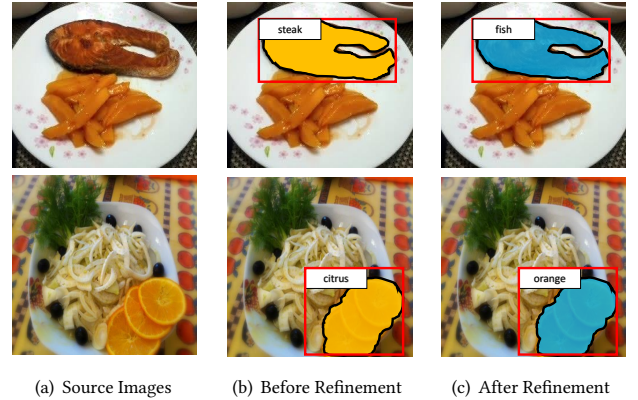 steak
fish
citrus
orange
(a) Source Images
(b) Before Refinement
(c) After Refinement